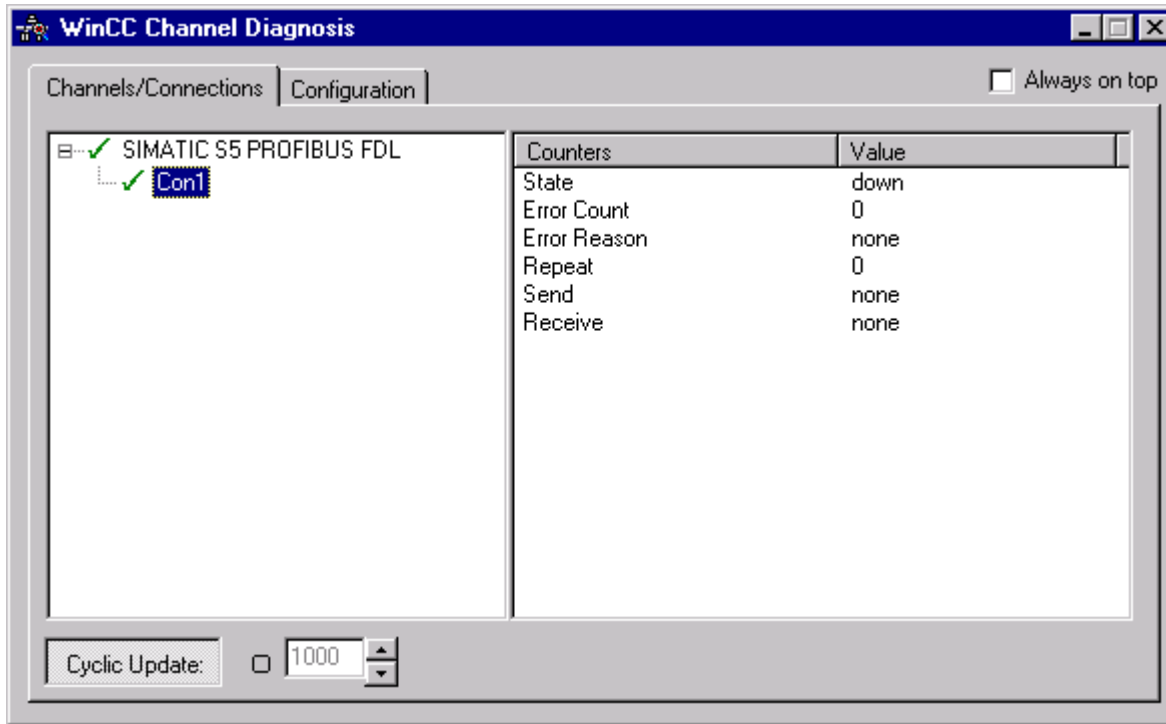 WinCC Channel Diagnosis
Channels/Connections Configuration Always on top
SIMATIC S5 PROFIBUS FDL
Con1
Counters Value
State down
Error Count 0
Error Reason none
Repeat 0
Send none
Receive none
Cyclic Update: 1000